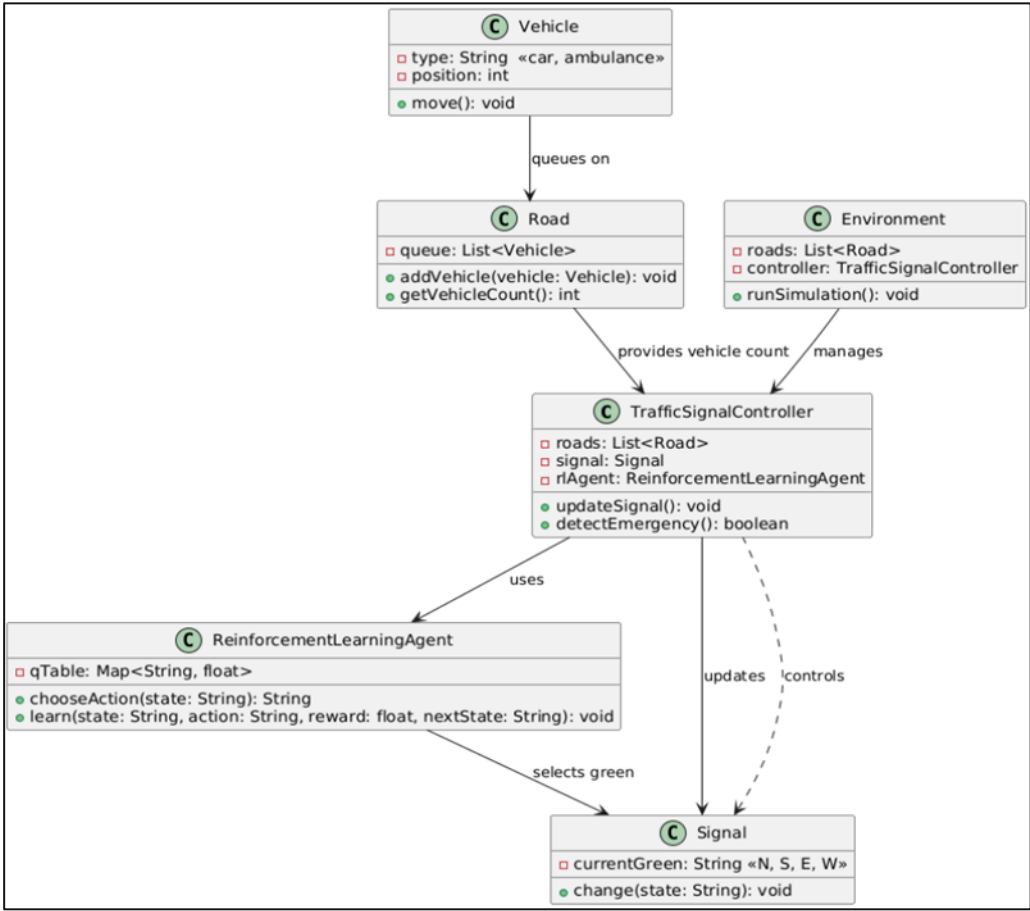 C Vehicle
type: String «car, ambulance»
position: int
move(): void
queues on
C Road
queue: List<Vehicle>
addVehicle(vehicle: Vehicle): void
getVehicleCount(): int
C Environment
roads: List<Road>
controller: TrafficSignalController
runSimulation(): void
provides vehicle count
manages
C TrafficSignalController
roads: List<Road>
signal: Signal
rlAgent: ReinforcementLearningAgent
updateSignal(): void
detectEmergency(): boolean
uses
C ReinforcementLearningAgent
qTable: Map<String, float>
chooseAction(state: String): String
learn(state: String, action: String, reward: float, nextState: String): void
updates
controls
selects green
C Signal
currentGreen: String «N, S, E, W»
change(state: String): void